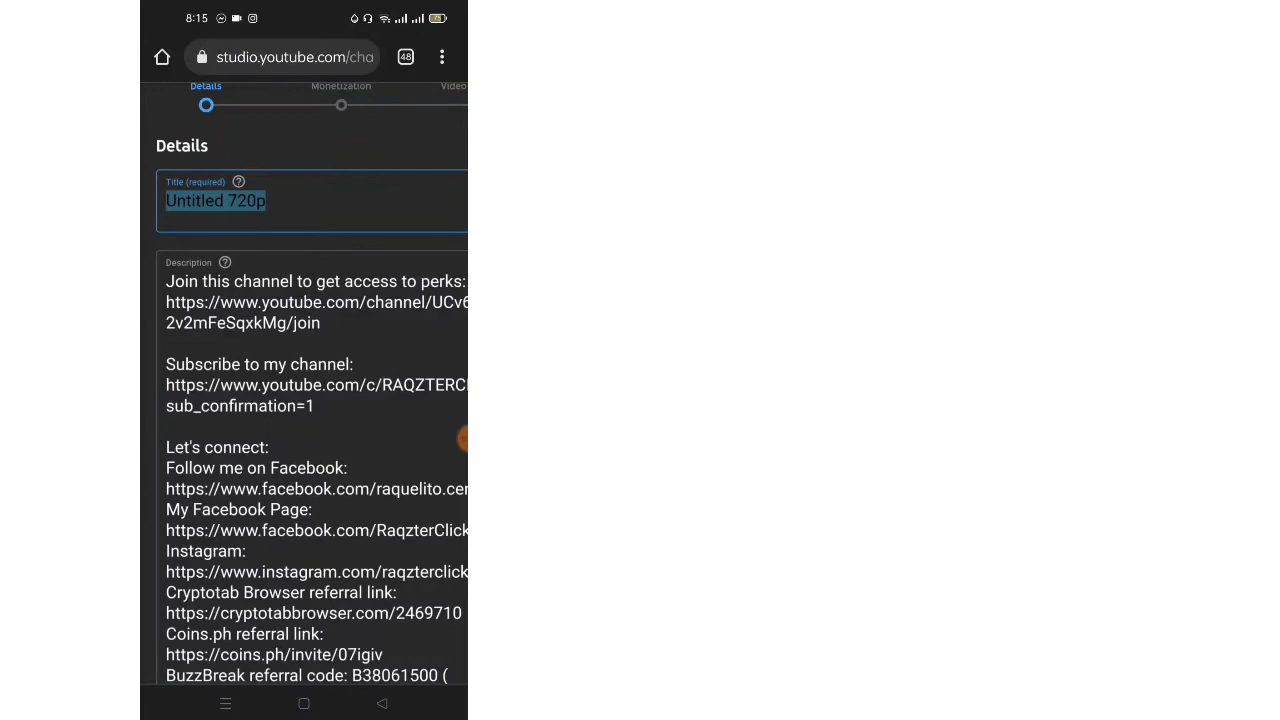 8:15
75
studio.youtube.com/cha
48
Details
Monetization
Video
Details
Title (required)
Untitled 720p
Description
Join this channel to get access to perks:
https://www.youtube.com/channel/UCv6
2v2mFeSqxkMg/join
Subscribe to my channel:
https://www.youtube.com/c/RAQZTERCl
sub_confirmation=1
Let's connect:
Follow me on Facebook:
https://www.facebook.com/raquelito.cer
My Facebook Page:
https://www.facebook.com/RaqzterClick
Instagram:
https://www.instagram.com/raqzterclick
Cryptotab Browser referral link:
https://cryptotabbrowser.com/2469710
Coins.ph referral link:
https://coins.ph/invite/07igiv
BuzzBreak referral code: B38061500 (